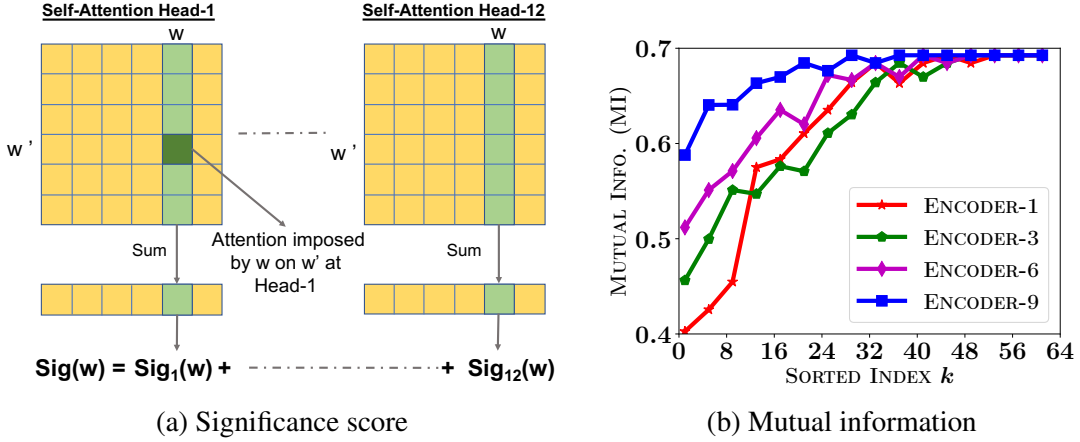 Self-Attention Head-1
Self-Attention Head-12
w
w
w '
w '
Sum
Attention imposed
by w on w' at
Head-1
Sum
Sig(w) = Sig₁(w) +
+ Sig₁₂(w)
(a) Significance score
MUTUAL INFO. (MI)
0.7
0.6
0.5
0.4
ENCODER-1
ENCODER-3
ENCODER-6
ENCODER-9
0 8 16 24 32 40 48 56 64
SORTED INDEX k
(b) Mutual information